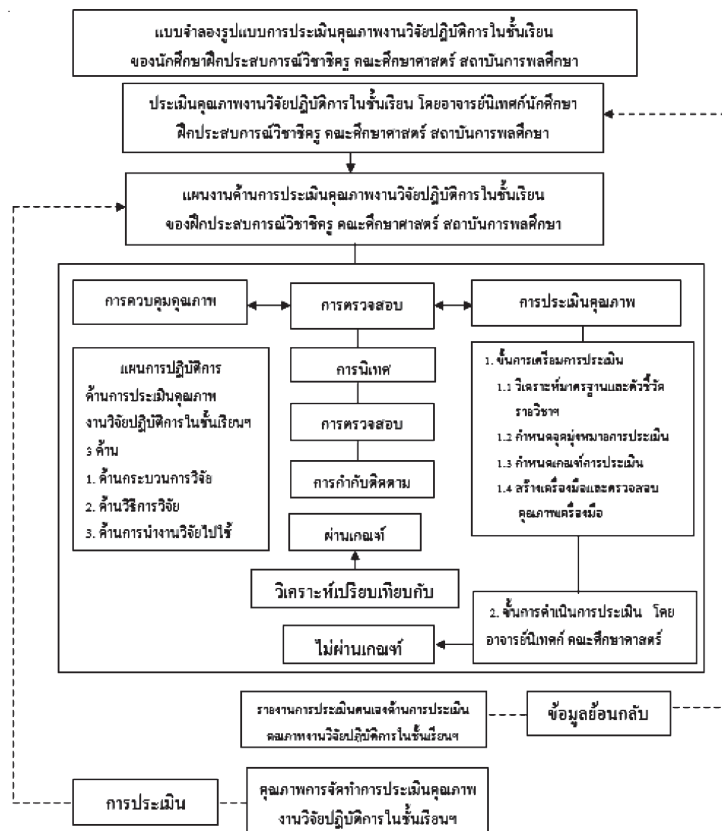 แบบจำลองรูปแบบการประเมินคุณภาพงานวิจัยปฏิบัติการในชั้นเรียน
ของนักศึกษาฝึกประสบการณ์วิชาชีพครู คณะศึกษาศาสตร์ สถาบันการพลศึกษา
ประเมินคุณภาพงานวิจัยปฏิบัติการในชั้นเรียน โดยอาจารย์นิเทศก์นักศึกษา
ฝึกประสบการณ์วิชาชีพครู คณะศึกษาศาสตร์ สถาบันการพลศึกษา
แผนงานด้านการประเมินคุณภาพงานวิจัยปฏิบัติการในชั้นเรียน
ของฝึกประสบการณ์วิชาชีพครู คณะศึกษาศาสตร์ สถาบันการพลศึกษา
การควบคุมคุณภาพ
การตรวจสอบ
การประเมินคุณภาพ
แผนการปฏิบัติการ
ด้านการประเมินคุณภาพ
งานวิจัยปฏิบัติการในชั้นเรียนฯ
3 ด้าน
1. ด้านกระบวนการวิจัย
2. ด้านวิธีการวิจัย
3. ด้านการนำงานวิจัยไปใช้
การนิเทศ
การตรวจสอบ
การกำกับติดตาม
ผ่านเกณฑ์
วิเคราะห์เปรียบเทียบกับ
ไม่ผ่านเกณฑ์
1. ขั้นการเตรียมการประเมิน
1.1 วิเคราะห์มาตรฐานและตัวชี้วัด
รายวิชาฯ
1.2 กำหนดจุดมุ่งหมายการประเมิน
1.3 กำหนดเกณฑ์การประเมิน
1.4 สร้างเครื่องมือและตรวจสอบ
คุณภาพเครื่องมือ
2. ขั้นการดำเนินการประเมิน โดย
อาจารย์นิเทศก์ คณะศึกษาศาสตร์
รายงานการประเมินตนเองด้านการประเมิน
คุณภาพงานวิจัยปฏิบัติการในชั้นเรียนฯ
ข้อมูลย้อนกลับ
การประเมิน
คุณภาพการจัดทำการประเมินคุณภาพ
งานวิจัยปฏิบัติการในชั้นเรียนฯ